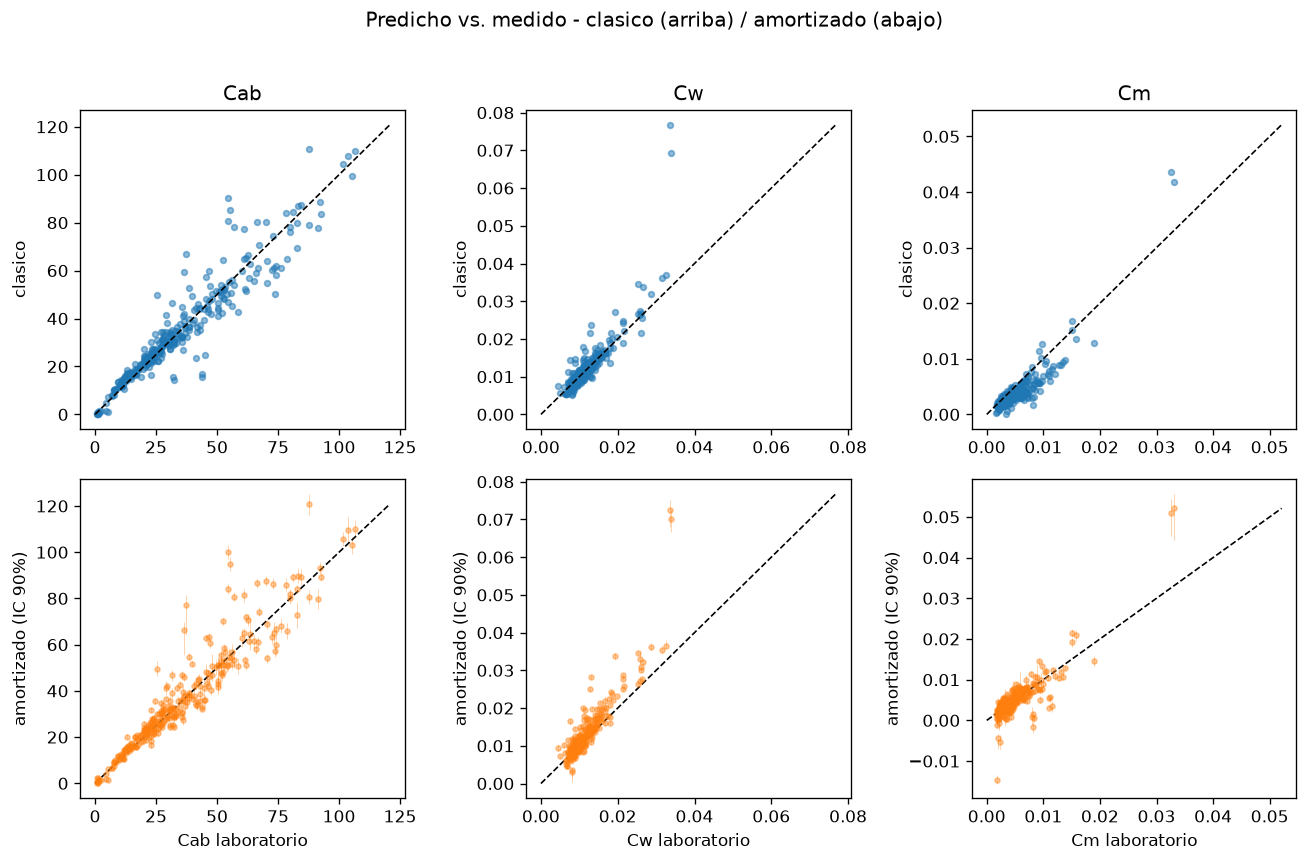 Predicho vs. medido - clasico (arriba) / amortizado (abajo)
Cab
clasico
120
100
80
60
40
20
0
0 25 50 75 100 125
Cw
clasico
0.08
0.07
0.06
0.05
0.04
0.03
0.02
0.01
0.00
0.00 0.02 0.04 0.06 0.08
Cm
clasico
0.05
0.04
0.03
0.02
0.01
0.00
0.00 0.01 0.02 0.03 0.04 0.05
amortizado (IC 90%)
120
100
80
60
40
20
0
0 25 50 75 100 125
Cab laboratorio
amortizado (IC 90%)
0.08
0.07
0.06
0.05
0.04
0.03
0.02
0.01
0.00
0.00 0.02 0.04 0.06 0.08
Cw laboratorio
amortizado (IC 90%)
0.05
0.04
0.03
0.02
0.01
0.00
−0.01
0.00 0.01 0.02 0.03 0.04 0.05
Cm laboratorio